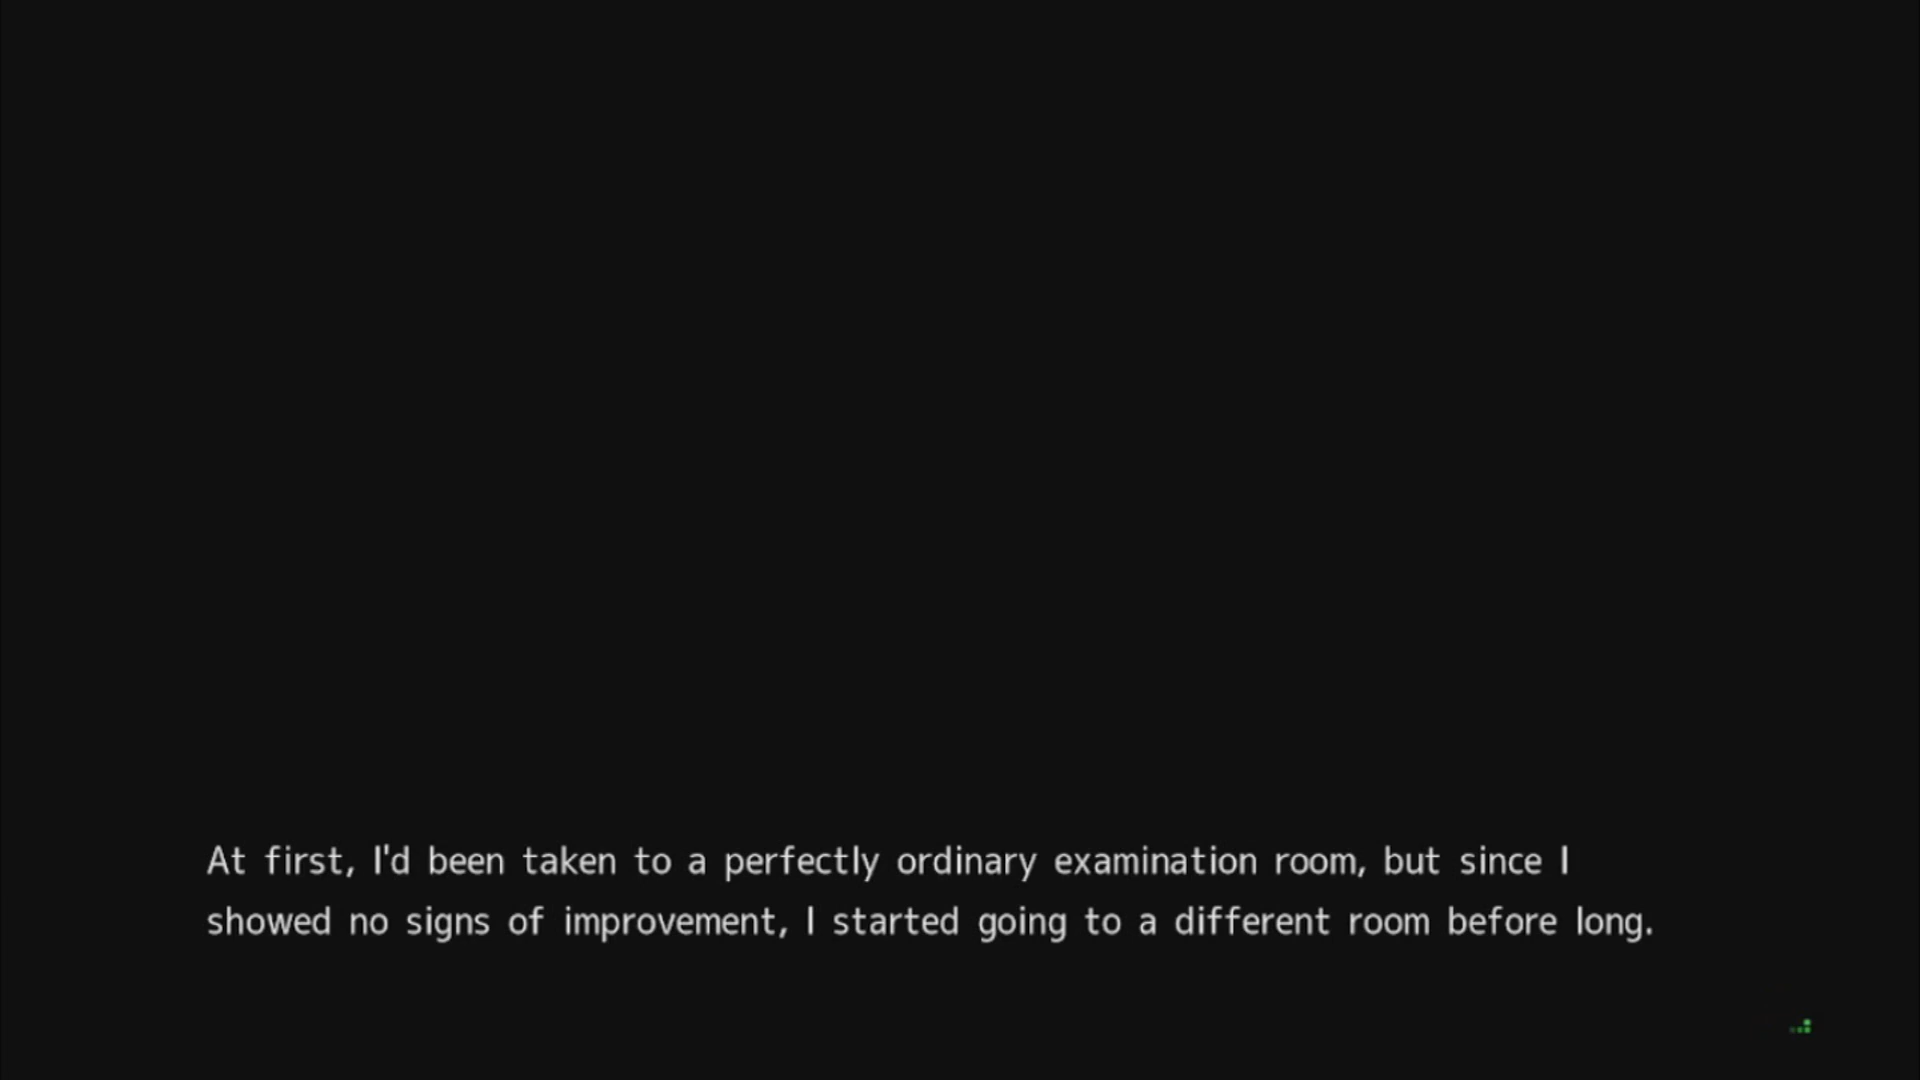 At first, I'd been taken to a perfectly ordinary examination room, but since I
showed no signs of improvement, I started going to a different room before long.